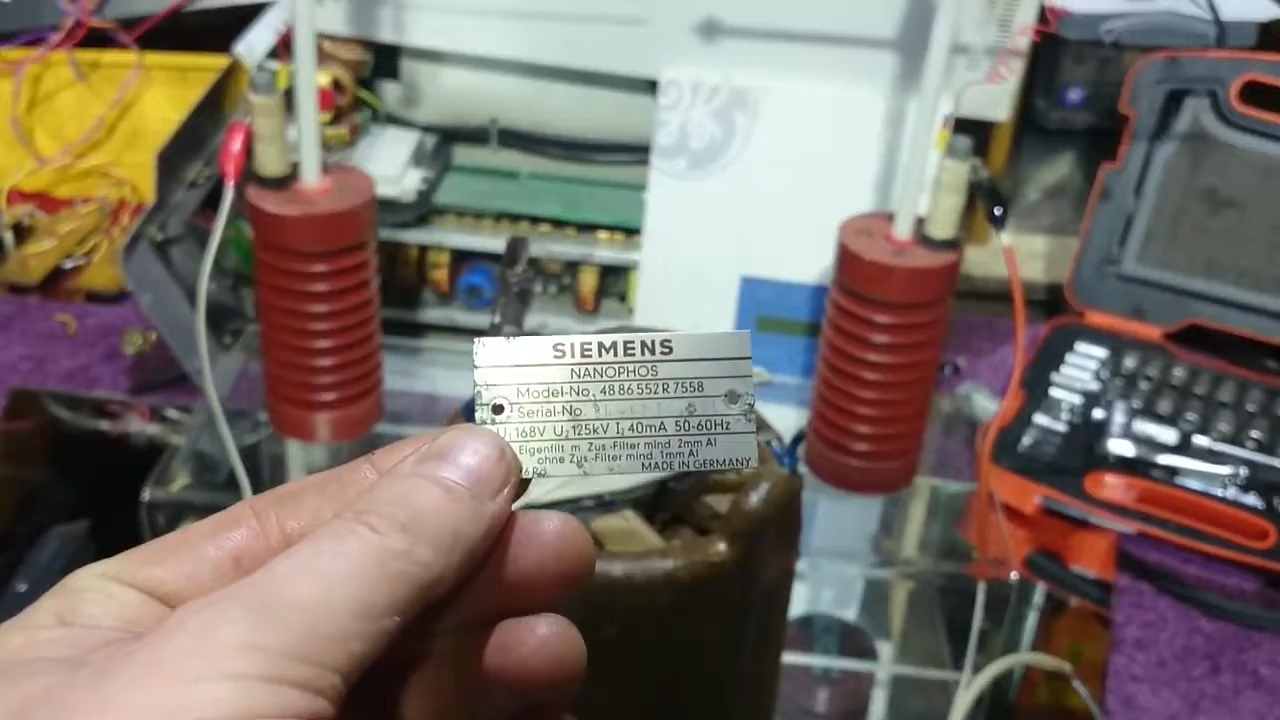 SIEMENS
NANOPHOS
Model-No. 48 86 552 R 7558
Serial-No.
U₁ 168V U₂ 125kV I₂ 40mA 50-60Hz
Eigenfilt m. Zus.-Filter mind. 2mm Al
ohne Zus.-Filter mind. 1mm Al
MADE IN GERMANY
GE